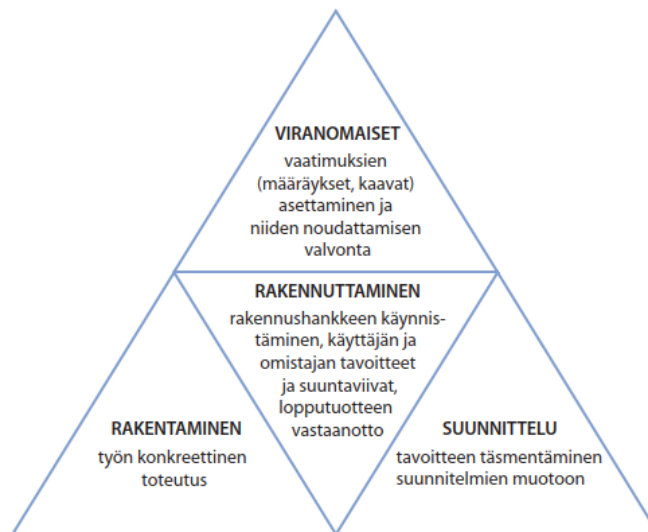 VIRANOMAISET
vaatimuksien
(määräykset, kaavat)
asettaminen ja
niiden noudattamisen
valvonta
RAKENNUTTAMINEN
rakennushankkeen käynnis-
täminen, käyttäjän ja
omistajan tavoitteet
ja suuntaviivat,
lopputuotteen
vastaanotto
RAKENTAMINEN
työn konkreettinen
toteutus
SUUNNITTELU
tavoitteen täsmentäminen
suunnitelmien muotoon